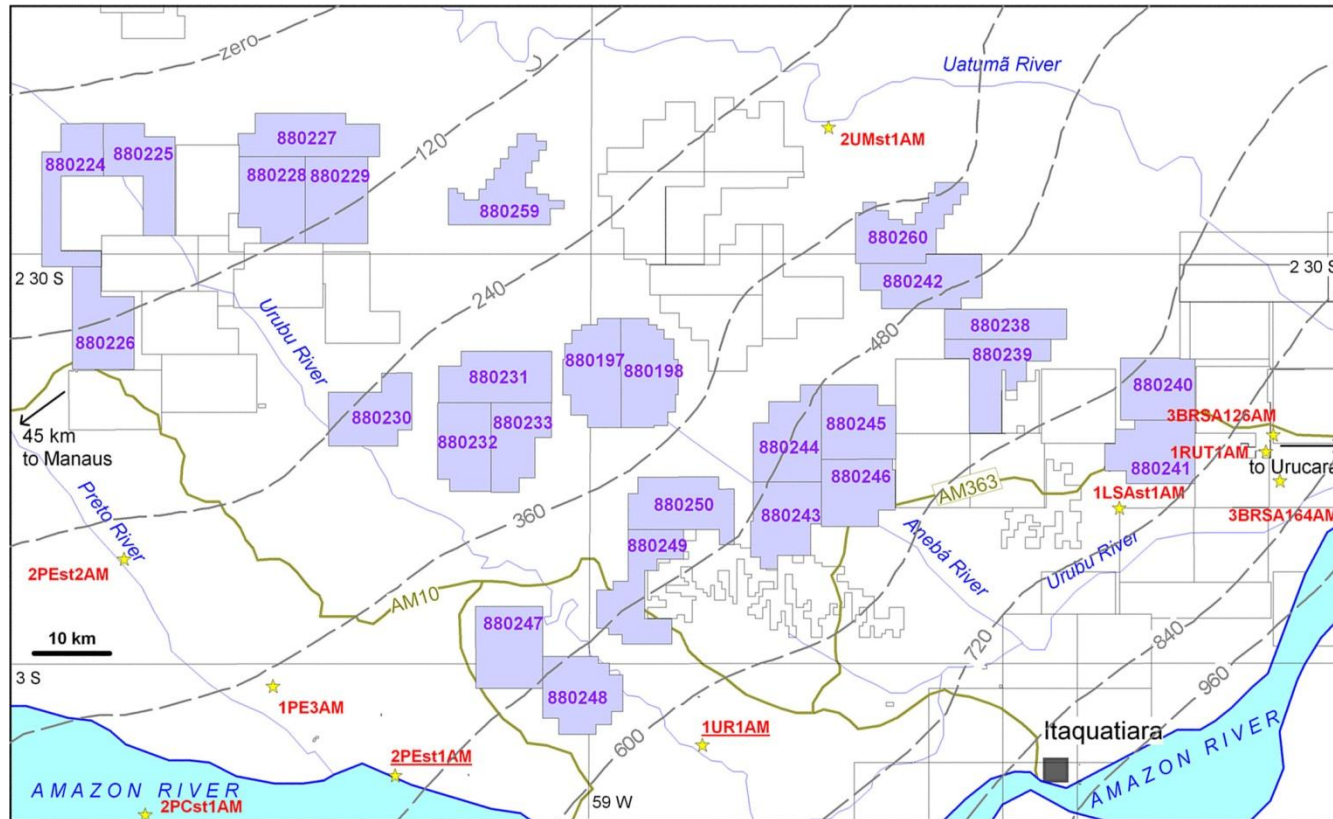 zero
Uatumã River
2UMst1AM
880227
120
880224
880225
880228
880229
880259
880260
2 30 S
2 30 S
880242
240
Urubu River
880226
480
880238
880239
880197
880198
880231
880240
880230
880233
880232
880245
880244
3BRSA126AM
45 km
to Manaus
1RUT1AM
to Urucare
880246
880241
AM363
1LSAst1AM
880250
880243
3BRSA164AM
360
Preto River
Anebá River
Urubu River
880249
2PEst2AM
AM10
10 km
880247
720
840
3 S
960
1PE3AM
880248
600
1UR1AM
Itaquatiara
2PEst1AM
AMAZON RIVER
AMAZON RIVER
59 W
2PCst1AM